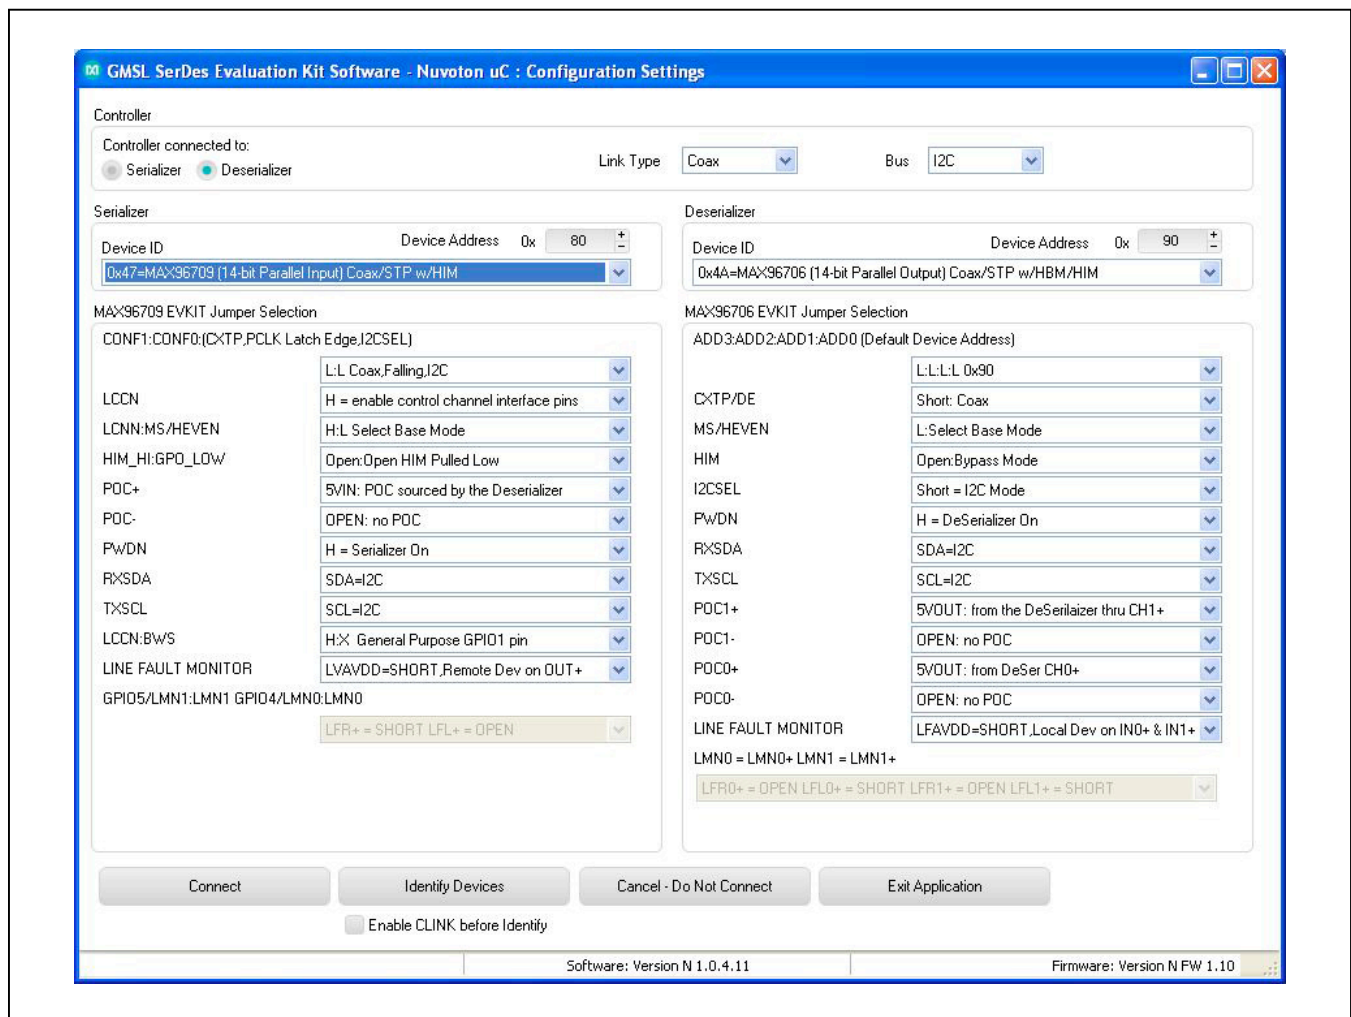 GMSL SerDes Evaluation Kit Software - Nuvoton uC : Configuration Settings
Controller
Controller connected to:
Serializer Deserializer
Link Type Coax
Bus I2C
Serializer
Device ID
Device Address 0x 80
0x47=MAX96709 (14-bit Parallel Input) Coax/STP w/HIM
Deserializer
Device ID
Device Address 0x 90
0x4A=MAX96706 (14-bit Parallel Output) Coax/STP w/HBM/HIM
MAX96709 EVKIT Jumper Selection
CONF1:CONF0:(CXTP,PCLK Latch Edge,I2CSEL)
L:L Coax,Falling,I2C
LCCN H = enable control channel interface pins
LCNN:MS/HEVEN H:L Select Base Mode
HIM_HI:GPO_LOW Open:Open HIM Pulled Low
POC+ 5VIN: POC sourced by the Deserializer
POC- OPEN: no POC
PWDN H = Serializer On
RXSDA SDA=I2C
TXSCL SCL=I2C
LCCN:BWS H:X General Purpose GPIO1 pin
LINE FAULT MONITOR LVAVDD=SHORT,Remote Dev on OUT+
GPIO5/LMN1:LMN1 GPIO4/LMN0:LMN0
LFR+ = SHORT LFL+ = OPEN
MAX96706 EVKIT Jumper Selection
ADD3:ADD2:ADD1:ADD0 (Default Device Address)
L:L:L:L 0x90
CXTP/DE Short: Coax
MS/HEVEN L:Select Base Mode
HIM Open:Bypass Mode
I2CSEL Short = I2C Mode
PWDN H = DeSerializer On
RXSDA SDA=I2C
TXSCL SCL=I2C
POC1+ 5VOUT: from the DeSerilaizer thru CH1+
POC1- OPEN: no POC
POC0+ 5VOUT: from DeSer CH0+
POC0- OPEN: no POC
LINE FAULT MONITOR LFAVDD=SHORT,Local Dev on IN0+ & IN1+
LMN0 = LMN0+ LMN1 = LMN1+
LFR0+ = OPEN LFL0+ = SHORT LFR1+ = OPEN LFL1+ = SHORT
Connect
Identify Devices
Cancel - Do Not Connect
Exit Application
Enable CLINK before Identify
Software: Version N 1.0.4.11
Firmware: Version N FW 1.10